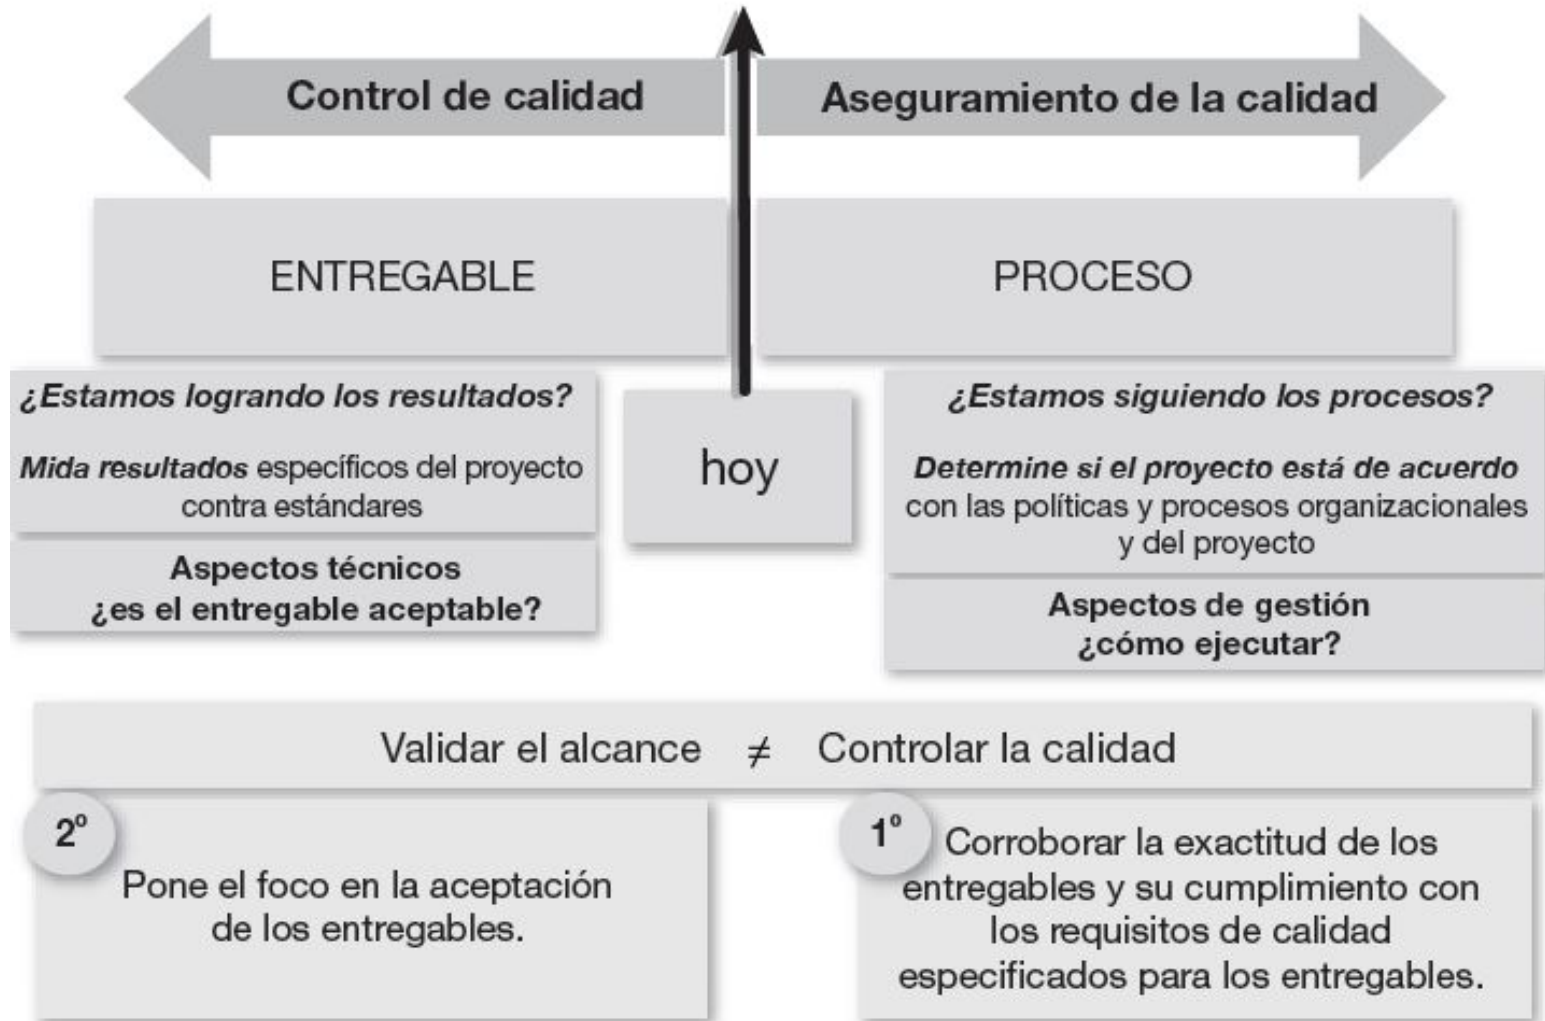 Control de calidad
Aseguramiento de la calidad
ENTREGABLE
PROCESO
¿Estamos logrando los resultados?
Mida resultados específicos del proyecto
contra estándares
Aspectos técnicos
¿es el entregable aceptable?
hoy
¿Estamos siguiendo los procesos?
Determine si el proyecto está de acuerdo
con las políticas y procesos organizacionales
y del proyecto
Aspectos de gestión
¿cómo ejecutar?
Validar el alcance ≠ Controlar la calidad
2º
Pone el foco en la aceptación
de los entregables.
1º
Corroborar la exactitud de los
entregables y su cumplimiento con
los requisitos de calidad
especificados para los entregables.